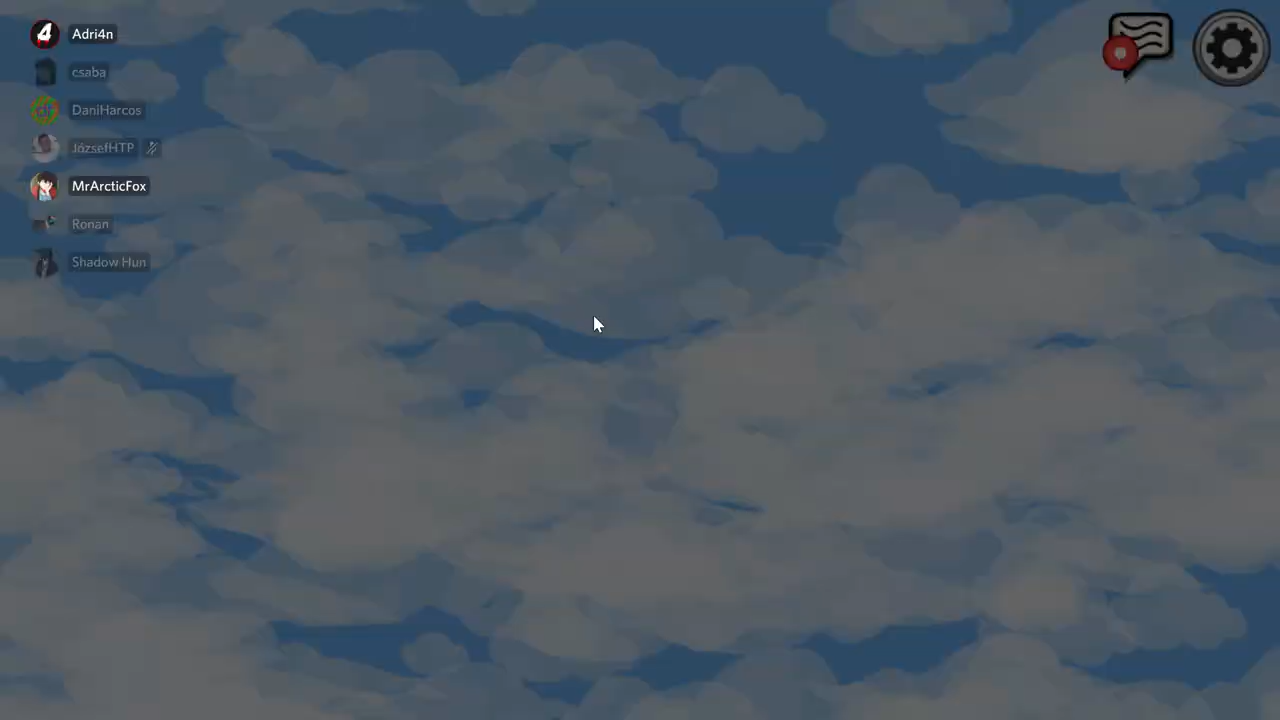 Adri4n
csaba
DaniHarcos
JózsefHTP
MrArcticFox
Ronan
Shadow Hun